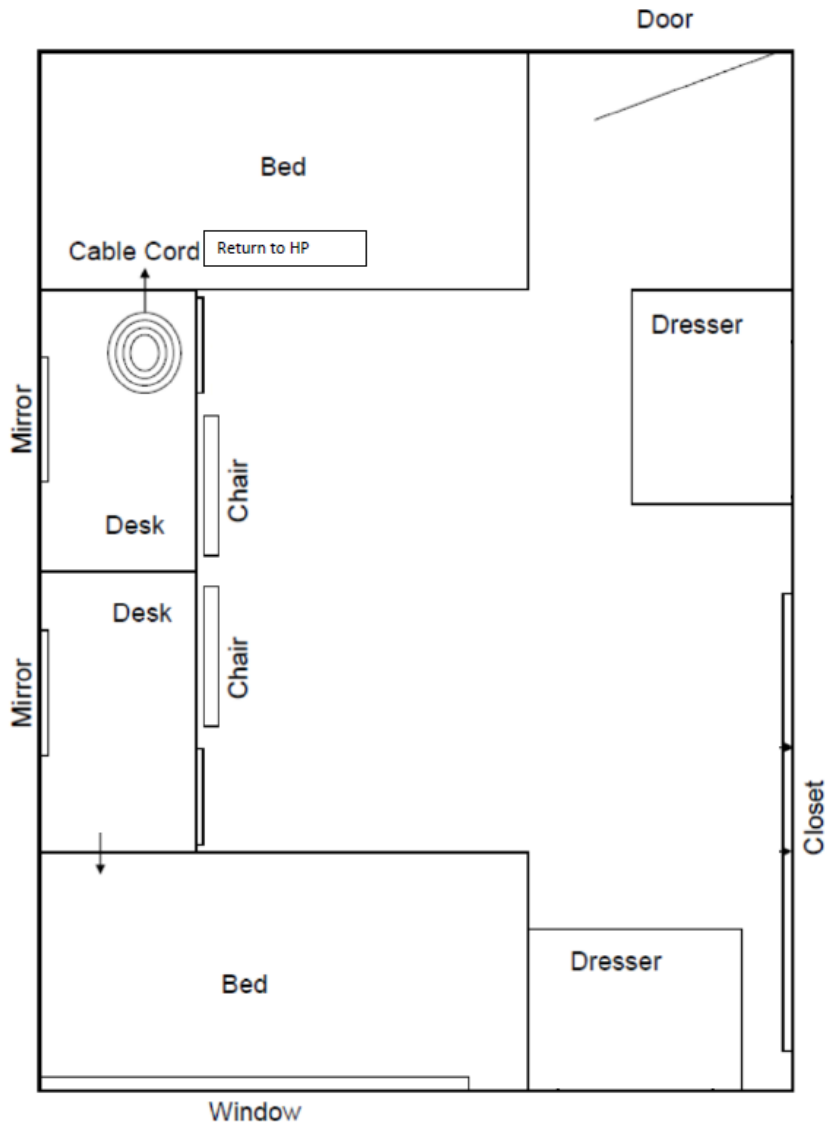 Door
Bed
Cable Cord
Return to HP
Dresser
Mirror
Chair
Desk
Desk
Chair
Mirror
Closet
Dresser
Bed
Window